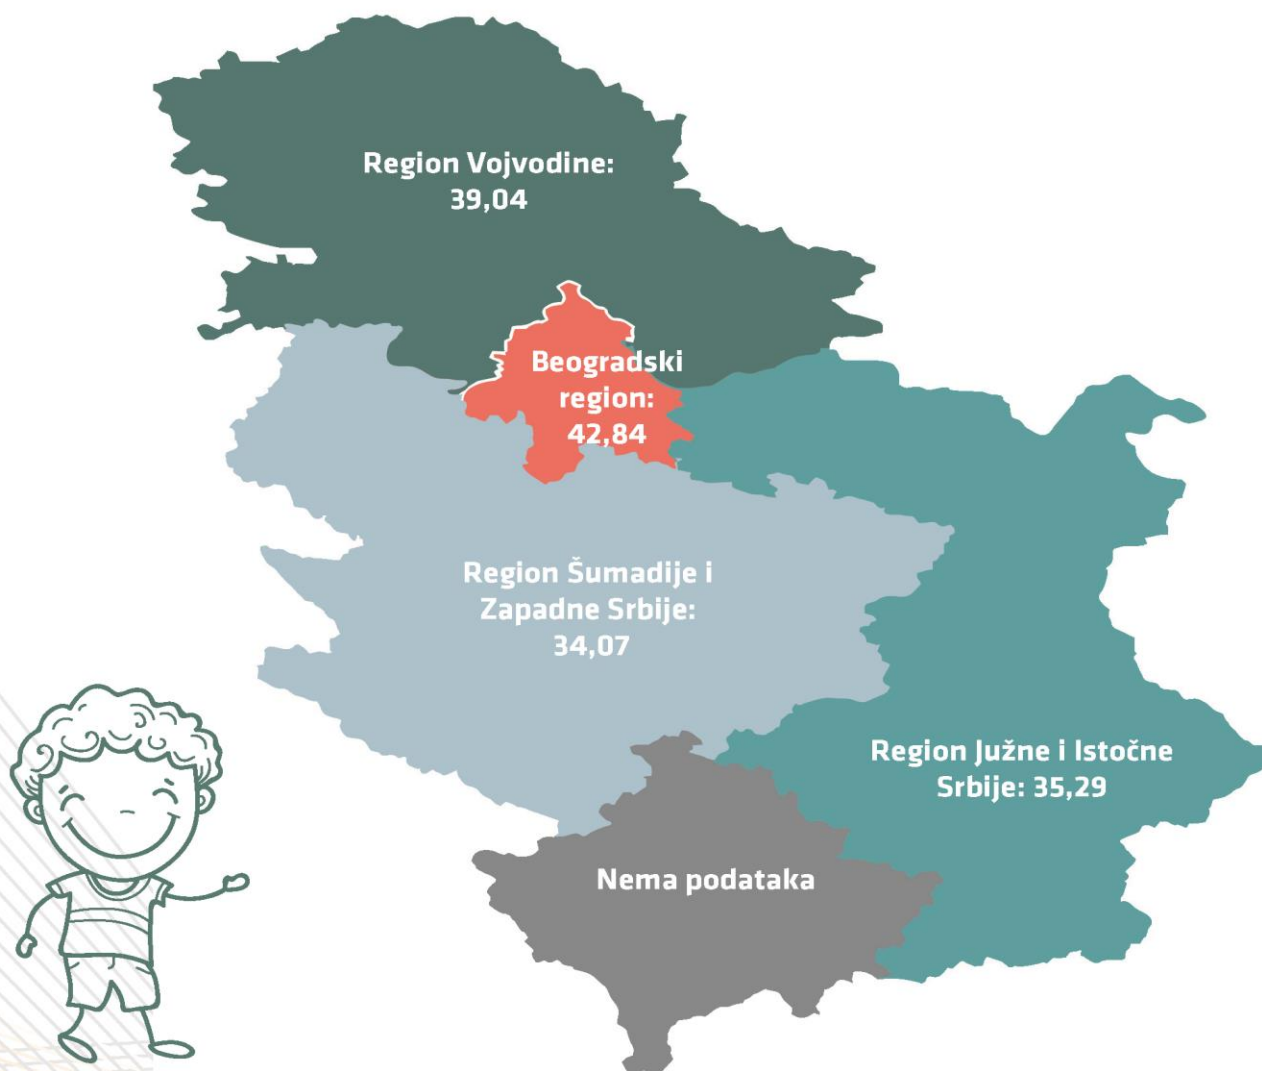 Region Vojvodine:
39,04
Beogradski
region:
42,84
Region Šumadije i
Zapadne Srbije:
34,07
Region Južne i Istočne
Srbije: 35,29
Nema podataka